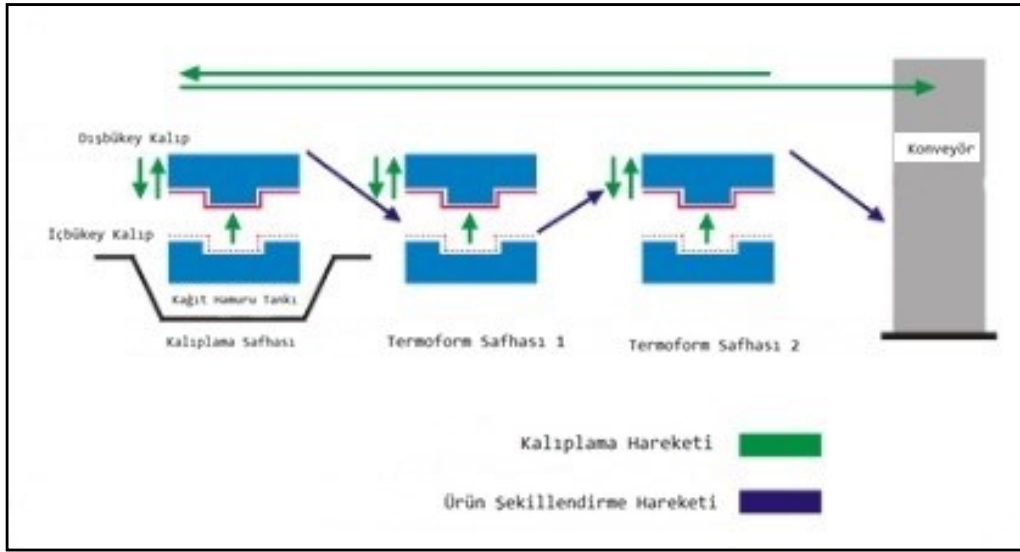 Dışbükey Kalıp
Konveyör
İçbükey Kalıp
Kağıt Hamuru Tankı
Kalıplama Safhası
Termoform Safhası 1
Termoform Safhası 2
Kalıplama Hareketi
Ürün Şekillendirme Hareketi